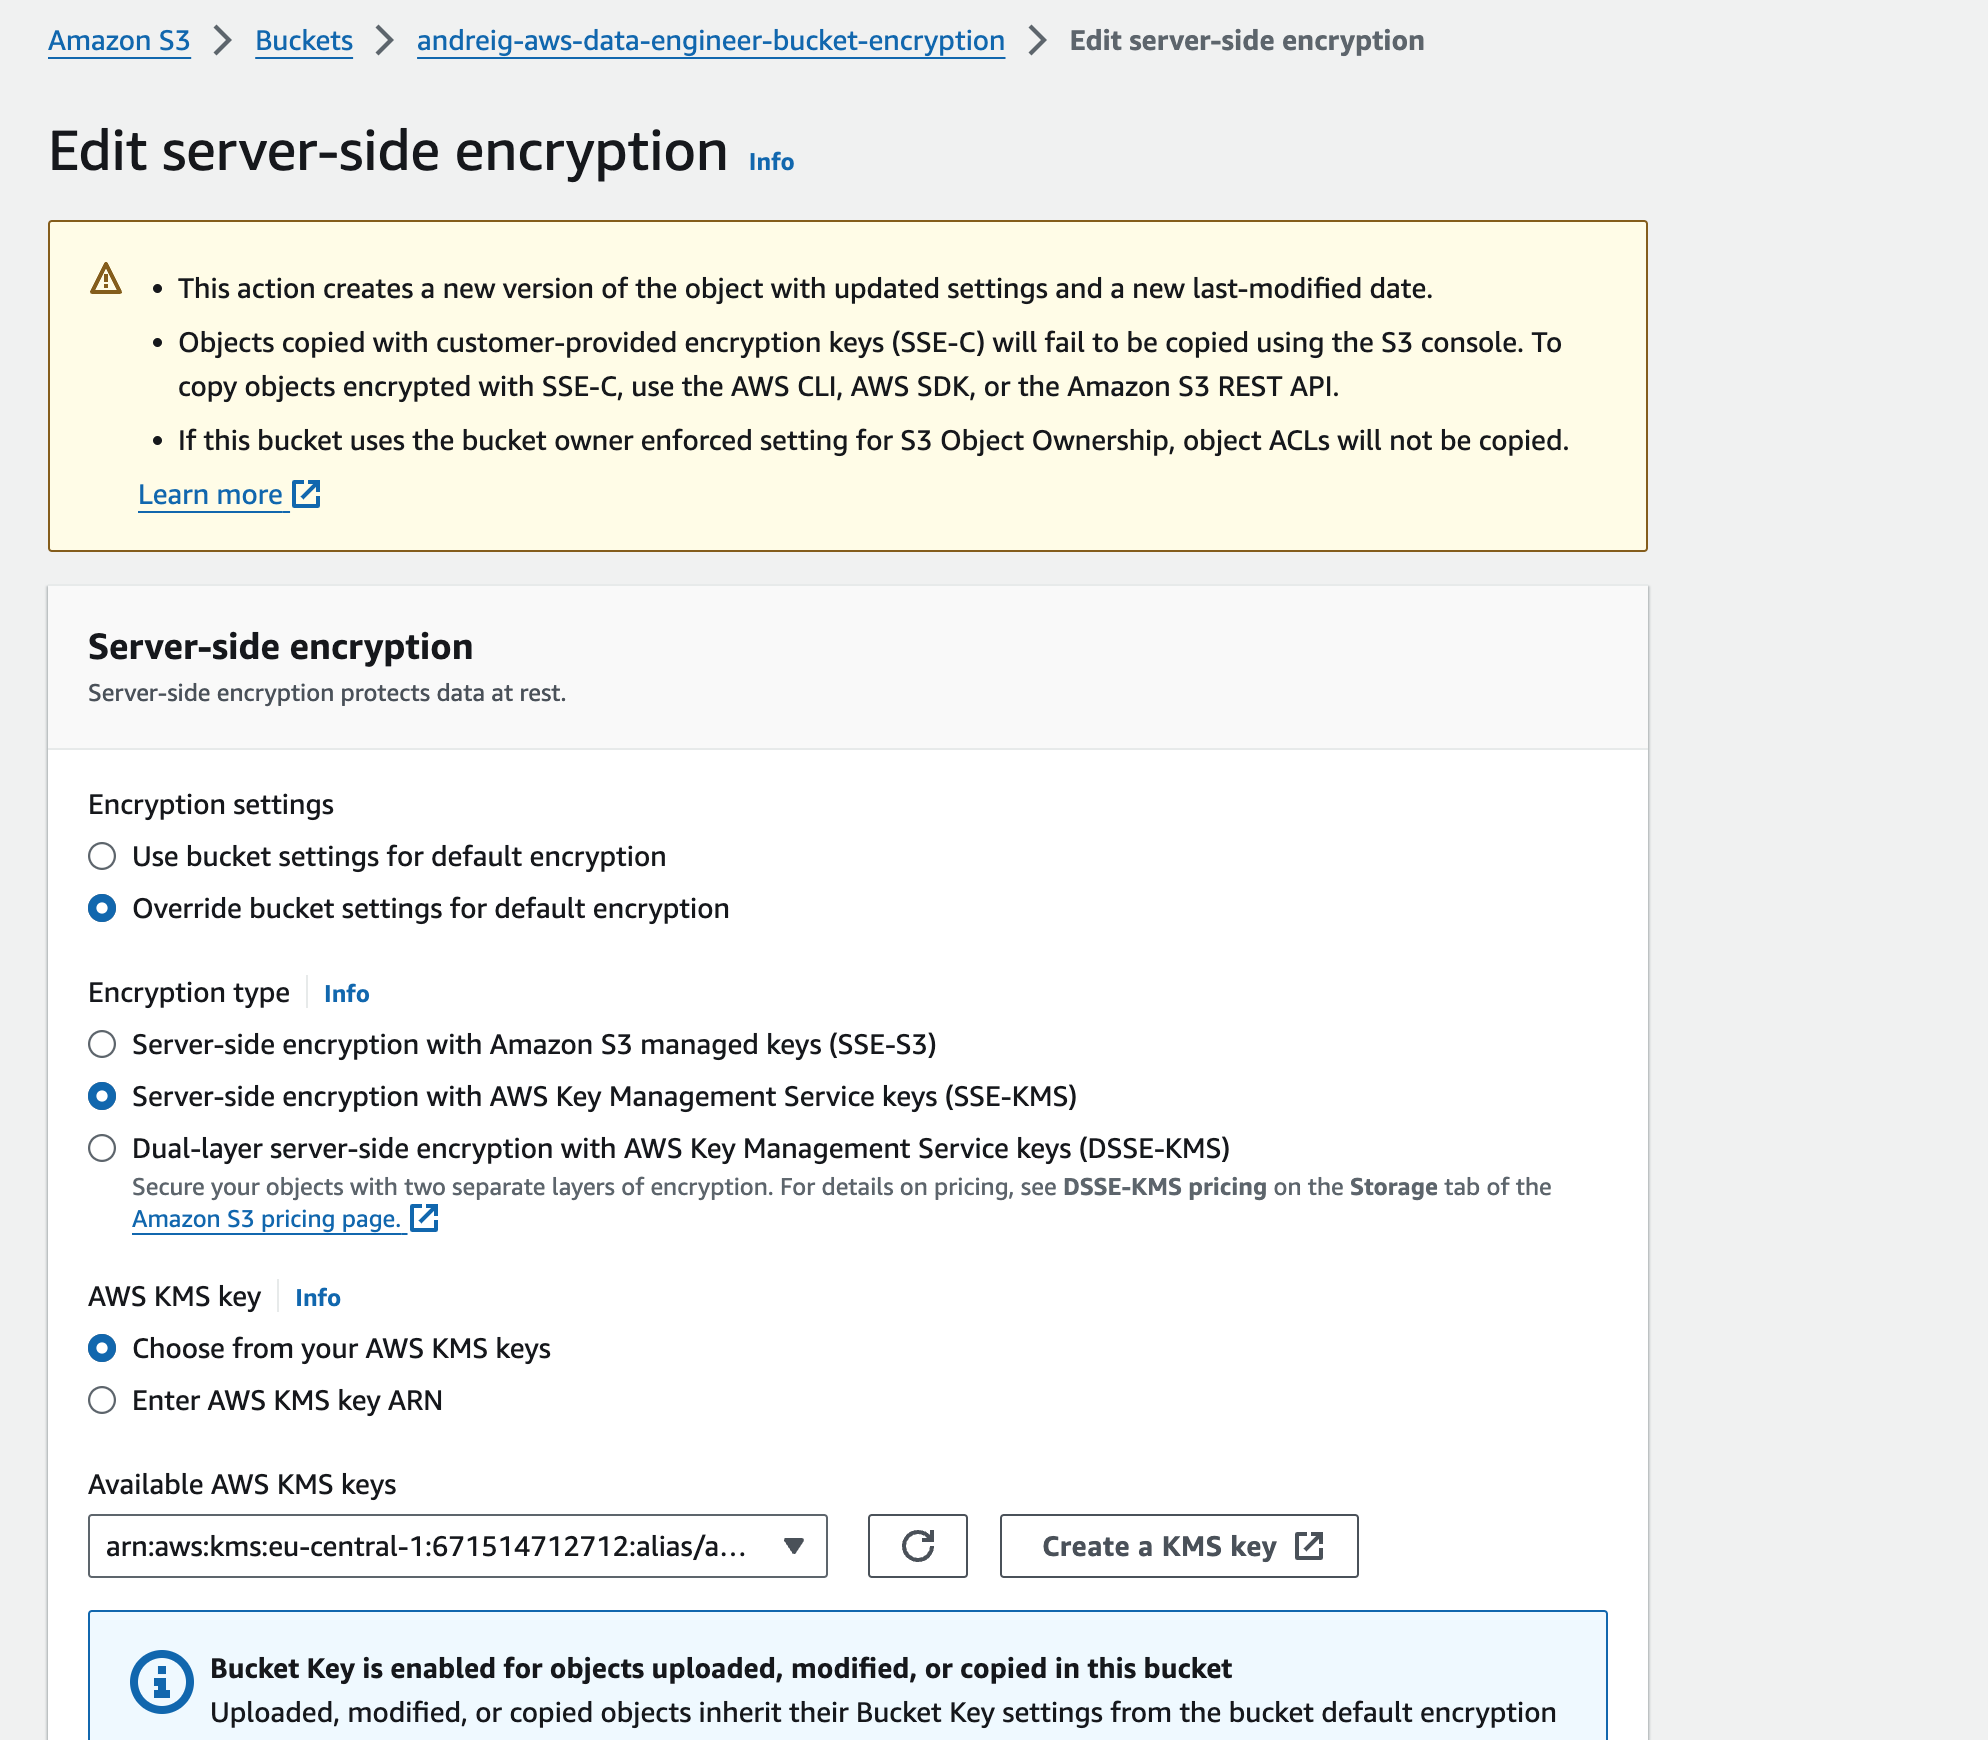 Amazon S3 > Buckets > andreig-aws-data-engineer-bucket-encryption > Edit server-side encryption
Edit server-side encryption Info
• This action creates a new version of the object with updated settings and a new last-modified date.
• Objects copied with customer-provided encryption keys (SSE-C) will fail to be copied using the S3 console. To
copy objects encrypted with SSE-C, use the AWS CLI, AWS SDK, or the Amazon S3 REST API.
• If this bucket uses the bucket owner enforced setting for S3 Object Ownership, object ACLs will not be copied.
Learn more
Server-side encryption
Server-side encryption protects data at rest.
Encryption settings
Use bucket settings for default encryption
Override bucket settings for default encryption
Encryption type Info
Server-side encryption with Amazon S3 managed keys (SSE-S3)
Server-side encryption with AWS Key Management Service keys (SSE-KMS)
Dual-layer server-side encryption with AWS Key Management Service keys (DSSE-KMS)
Secure your objects with two separate layers of encryption. For details on pricing, see DSSE-KMS pricing on the Storage tab of the
Amazon S3 pricing page.
AWS KMS key Info
Choose from your AWS KMS keys
Enter AWS KMS key ARN
Available AWS KMS keys
arn:aws:kms:eu-central-1:671514712712:alias/a... Create a KMS key
Bucket Key is enabled for objects uploaded, modified, or copied in this bucket
Uploaded, modified, or copied objects inherit their Bucket Key settings from the bucket default encryption